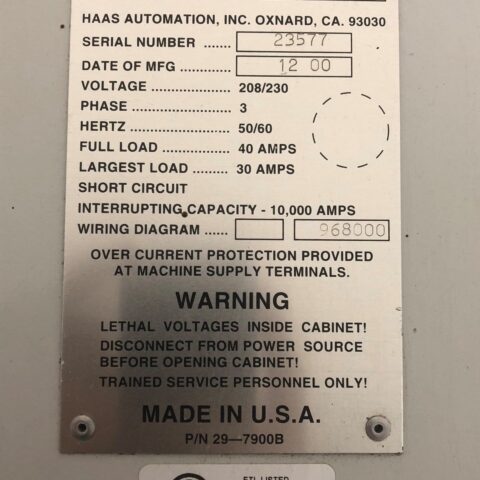 HAAS AUTOMATION, INC. OXNARD, CA. 93030
SERIAL NUMBER ....... 23577
DATE OF MFG .......... 12 00
VOLTAGE ................. 208/230
PHASE ...................... 3
HERTZ ...................... 50/60
FULL LOAD .............. 40 AMPS
LARGEST LOAD ......... 30 AMPS
SHORT CIRCUIT
INTERRUPTING CAPACITY - 10,000 AMPS
WIRING DIAGRAM ...... 968000
OVER CURRENT PROTECTION PROVIDED
AT MACHINE SUPPLY TERMINALS.
WARNING
LETHAL VOLTAGES INSIDE CABINET!
DISCONNECT FROM POWER SOURCE
BEFORE OPENING CABINET!
TRAINED SERVICE PERSONNEL ONLY!
MADE IN U.S.A.
P/N 29—7900B
ETL LISTED